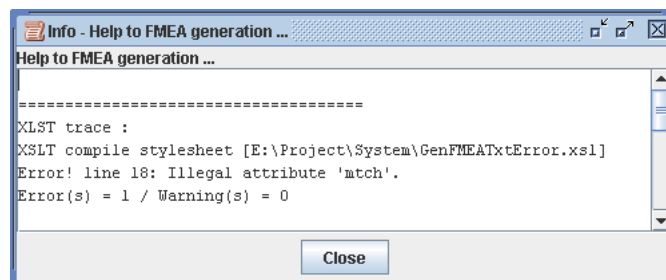 Info - Help to FMEA generation ...
Help to FMEA generation ...
=====================================
XLST trace :
XSLT compile stylesheet [E:\Project\System\GenFMEATxtError.xsl]
Error! line 18: Illegal attribute 'mtch'.
Error(s) = 1 / Warning(s) = 0
Close